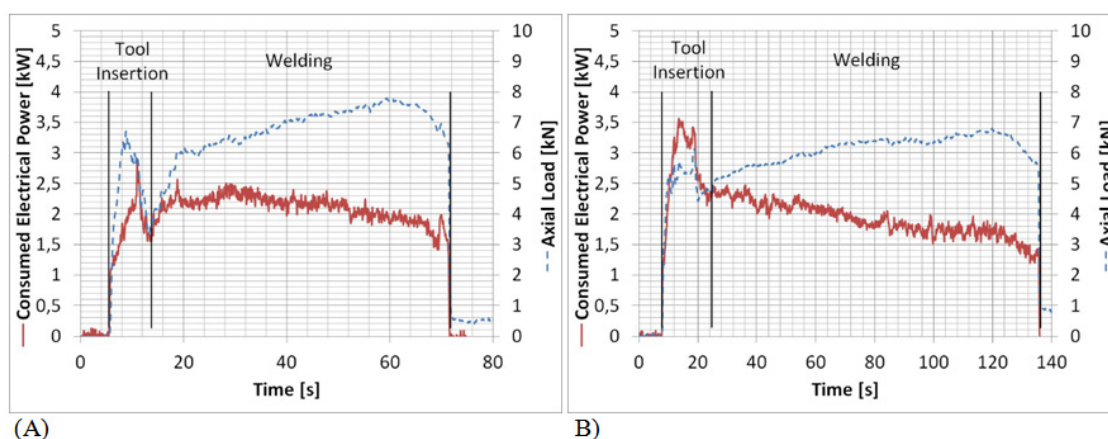 Consumed Electrical Power [kW]
5
4,5
4
3,5
3
2,5
2
1,5
1
0,5
0
Tool
Insertion
Welding
10
9
8
7
6
5
4
3
2
1
0
Axial Load [kN]
0 20 40 60 80
Time [s]
(A)
Consumed Electrical Power [kW]
5
4,5
4
3,5
3
2,5
2
1,5
1
0,5
0
Tool
Insertion
Welding
10
9
8
7
6
5
4
3
2
1
0
Axial Load [kN]
0 20 40 60 80 100 120 140
Time [s]
B)